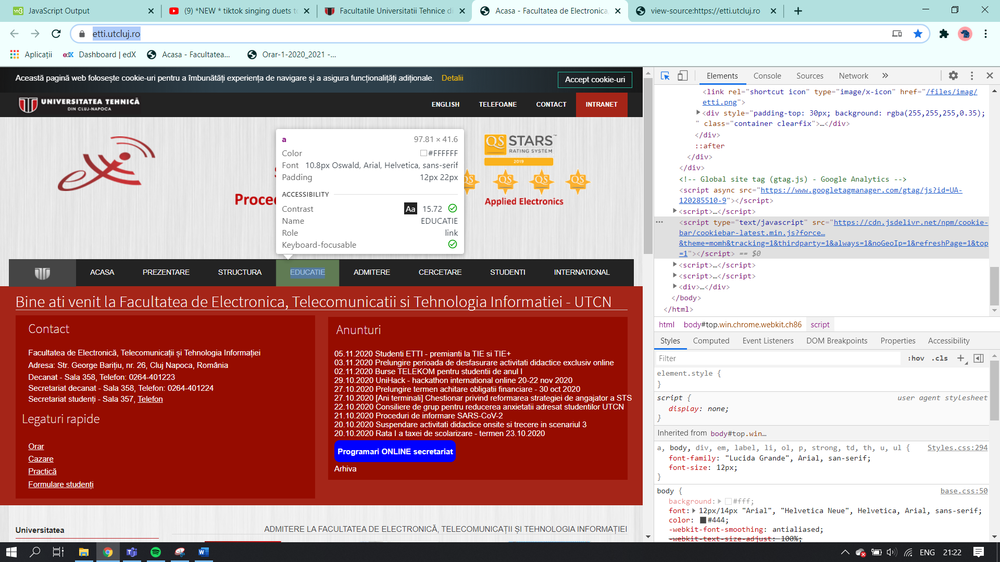 JavaScript Output
(9) *NEW * tiktok singing duets t
Facultatile Universitatii Tehnice di
Acasa - Facultatea de Electronica,
view-source:https://etti.utcluj.ro
etti.utcluj.ro
Aplicații
edX Dashboard | edX
Acasa - Facultatea...
Orar-1-2020_2021 -...
Această pagină web folosește cookie-uri pentru a îmbunătăți experiența de navigare și a asigura funcționalități adiționale. Detalii
Accept cookie-uri
UNIVERSITATEA TEHNICĂ
DIN CLUJ-NAPOCA
ENGLISH TELEFOANE CONTACT INTRANET
a 97.81 × 41.6
Color #FFFFFF
Font 10.8px Oswald, Arial, Helvetica, sans-serif
Padding 12px 22px
ACCESSIBILITY
Contrast Aa 15.72
Name EDUCATIE
Role link
Keyboard-focusable
S
Proce
QS STARS™
RATING SYSTEM
2019
QS QS QS QS
Applied Electronics
ACASA PREZENTARE STRUCTURA EDUCATIE ADMITERE CERCETARE STUDENTI INTERNATIONAL
Bine ati venit la Facultatea de Electronica, Telecomunicatii si Tehnologia Informatiei - UTCN
Contact
Facultatea de Electronică, Telecomunicații și Tehnologia Informației
Adresa: Str. George Barițiu, nr. 26, Cluj Napoca, România
Decanat - Sala 358, Telefon: 0264-401223
Secretariat decanat - Sala 358, Telefon: 0264-401224
Secretariat studenți - Sala 357, Telefon
Legaturi rapide
Orar
Cazare
Practică
Formulare studenți
Anunturi
05.11.2020 Studenti ETTI - premianti la TIE si TIE+
03.11.2020 Prelungire perioada de desfasurare activitati didactice exclusiv online
02.11.2020 Burse TELEKOM pentru studentii de anul I
29.10.2020 UniHack - hackathon international online 20-22 nov 2020
27.10.2020 Prelungire termen achitare obligatii financiare - 30 oct 2020
27.10.2020 [Ani terminali] Chestionar privind reformarea strategiei de angajator a STS
22.10.2020 Consiliere de grup pentru reducerea anxietatii adresat studentilor UTCN
21.10.2020 Proceduri de informare SARS-CoV-2
20.10.2020 Suspendare activitati didactice onsite si trecere in scenariul 3
20.10.2020 Rata I a taxei de scolarizare - termen 23.10.2020
Programari ONLINE secretariat
Arhiva
Universitatea
ADMITERE LA FACULTATEA DE ELECTRONICĂ, TELECOMUNICAȚII ȘI TEHNOLOGIA INFORMAȚIEI
Elements Console Sources Network »
<link rel="shortcut icon" type="image/x-icon" href="/files/imag/
etti.png">
<div style="padding-top: 30px; background: rgba(255,255,255,0.35);
" class="container clearfix">…</div>
</div>
::after
</div>
</div>
<!-- Global site tag (gtag.js) - Google Analytics -->
<script async src="https://www.googletagmanager.com/gtag/js?id=UA-
120285510-9"></script>
<script>…</script>
<script type="text/javascript" src="https://cdn.jsdelivr.net/npm/cookie-
bar/cookiebar-latest.min.js?force…
&theme=momh&tracking=1&thirdparty=1&always=1&noGeoIp=1&refreshPage=1&top
=1"></script> == $0
<script>…</script>
<script>…</script>
<div>…</div>
</body>
</html>
html body#top.win.chrome.webkit.ch86 script
Styles Computed Event Listeners DOM Breakpoints Properties Accessibility
Filter :hov .cls +
element.style {
}
script { user agent stylesheet
display: none;
}
Inherited from body#top.win…
a, body, div, em, label, li, ol, p, strong, td, th, u, ul { Styles.css:294
font-family: "Lucida Grande", Arial, san-serif;
font-size: 12px;
}
body { base.css:50
background: #fff;
font: 12px/14px "Arial", "Helvetica Neue", Helvetica, Arial, sans-serif;
color: #444;
-webkit-font-smoothing: antialiased;
-webkit-text-size-adjust: 100%;
ENG 21:22